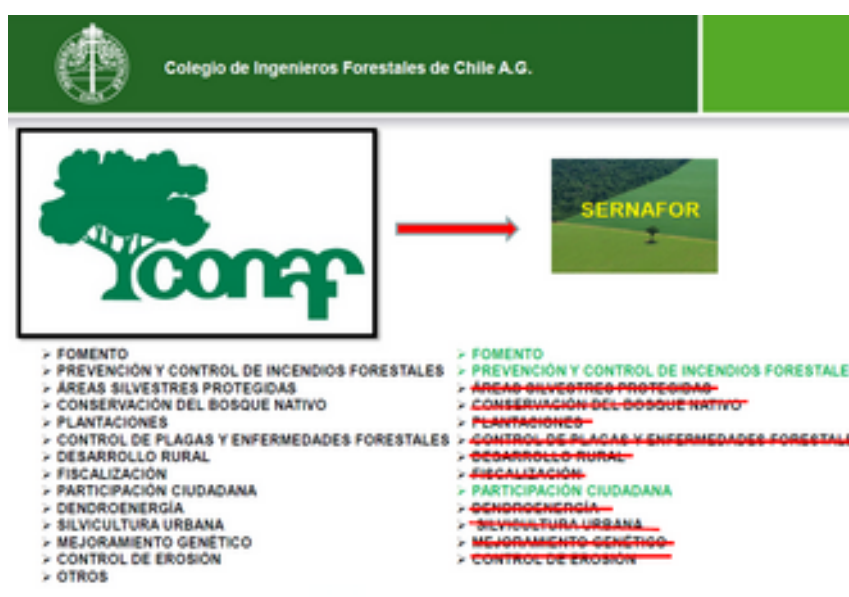 Colegio de Ingenieros Forestales de Chile A.G.
conaf
SERNAFOR
➢ FOMENTO
➢ PREVENCIÓN Y CONTROL DE INCENDIOS FORESTALES
➢ ÁREAS SILVESTRES PROTEGIDAS
➢ CONSERVACIÓN DEL BOSQUE NATIVO
➢ PLANTACIONES
➢ CONTROL DE PLAGAS Y ENFERMEDADES FORESTALES
➢ DESARROLLO RURAL
➢ FISCALIZACIÓN
➢ PARTICIPACIÓN CIUDADANA
➢ DENDROENERGÍA
➢ SILVICULTURA URBANA
➢ MEJORAMIENTO GENÉTICO
➢ CONTROL DE EROSIÓN
➢ OTROS
➢ FOMENTO
➢ PREVENCIÓN Y CONTROL DE INCENDIOS FORESTALE
➢ ÁREAS SILVESTRES PROTEGIDAS
➢ CONSERVACIÓN DEL BOSQUE NATIVO
➢ PLANTACIONES
➢ CONTROL DE PLAGAS Y ENFERMEDADES FORESTAL
➢ DESARROLLO RURAL
➢ FISCALIZACIÓN
➢ PARTICIPACIÓN CIUDADANA
➢ DENDROENERGÍA
➢ SILVICULTURA URBANA
➢ MEJORAMIENTO GENÉTICO
➢ CONTROL DE EROSIÓN